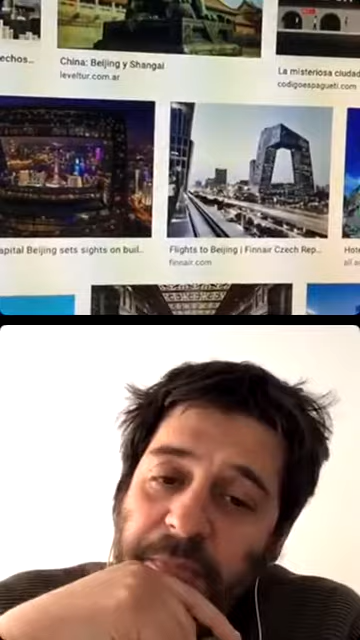 echos...
China: Beijing y Shangai
leveltur.com.ar
La misteriosa ciudad
codigoespagueti.com
apital Beijing sets sights on buil...
Flights to Beijing | Finnair Czech Rep...
finnair.com
Hote